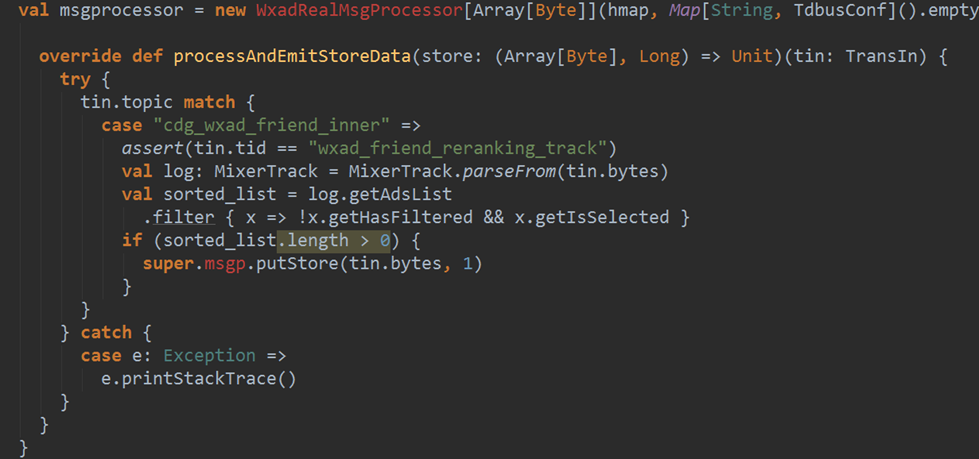 val msgprocessor = new WxadRealMsgProcessor[Array[Byte]](hmap, Map[String, TdbusConf]().empty
override def processAndEmitStoreData(store: (Array[Byte], Long) => Unit)(tin: TransIn) {
try {
tin.topic match {
case "cdg_wxad_friend_inner" =>
assert(tin.tid == "wxad_friend_reranking_track")
val log: MixerTrack = MixerTrack.parseFrom(tin.bytes)
val sorted_list = log.getAdsList
.filter { x => !x.getHasFiltered && x.getIsSelected }
if (sorted_list.length > 0) {
super.msgp.putStore(tin.bytes, 1)
}
}
} catch {
case e: Exception =>
e.printStackTrace()
}
}
}